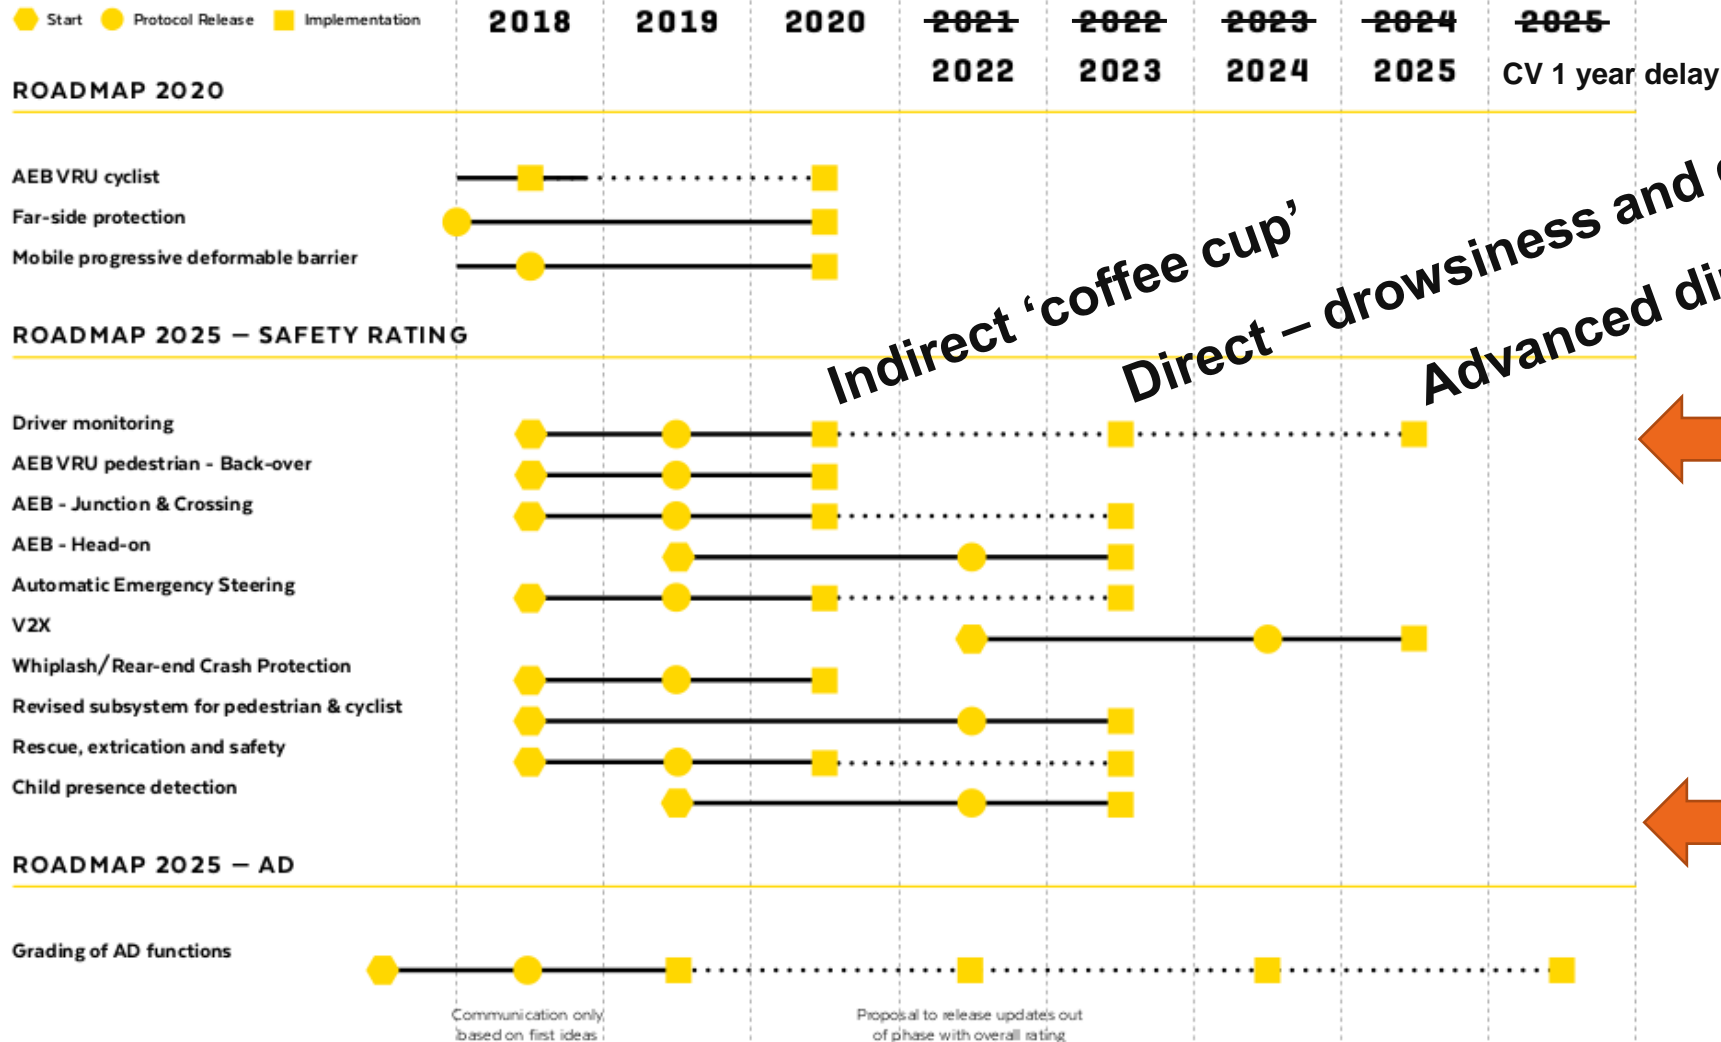 Start Protocol Release Implementation
2018 2019 2020 2021 2022 2023 2024 2025
2022 2023 2024 2025 CV 1 year delay
ROADMAP 2020
AEB VRU cyclist
Far-side protection
Mobile progressive deformable barrier
Indirect ‘coffee cup’
Direct – drowsiness and
Advanced
ROADMAP 2025 – SAFETY RATING
Driver monitoring
AEB VRU pedestrian - Back-over
AEB - Junction & Crossing
AEB - Head-on
Automatic Emergency Steering
V2X
Whiplash/Rear-end Crash Protection
Revised subsystem for pedestrian & cyclist
Rescue, extrication and safety
Child presence detection
ROADMAP 2025 – AD
Grading of AD functions
Communication only
based on first ideas
Proposal to release updates out
of phase with overall rating